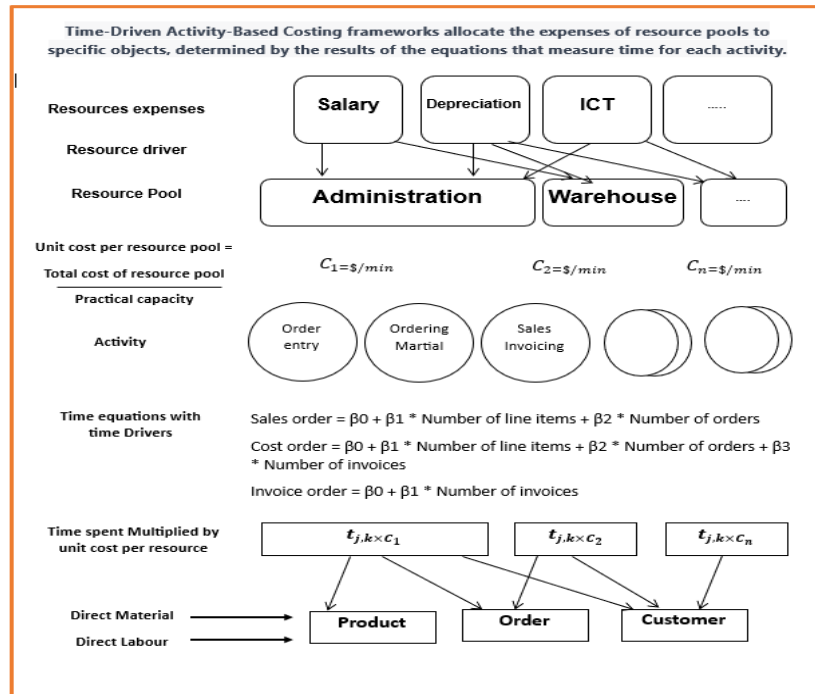 Time-Driven Activity-Based Costing frameworks allocate the expenses of resource pools to
specific objects, determined by the results of the equations that measure time for each activity.
Resources expenses
Salary
Depreciation
ICT
.....
Resource driver
Resource Pool
Administration
Warehouse
....
Unit cost per resource pool =
Total cost of resource pool
Practical capacity
C₁=$/min
C₂=$/min
Cₙ=$/min
Activity
Order
entry
Ordering
Martial
Sales
Invoicing
Time equations with
time Drivers
Sales order = β0 + β1 * Number of line items + β2 * Number of orders
Cost order = β0 + β1 * Number of line items + β2 * Number of orders + β3
* Number of invoices
Invoice order = β0 + β1 * Number of invoices
Time spent Multiplied by
unit cost per resource
t j,k×c₁
t j,k×c₂
t j,k×cₙ
Direct Material
Direct Labour
Product
Order
Customer